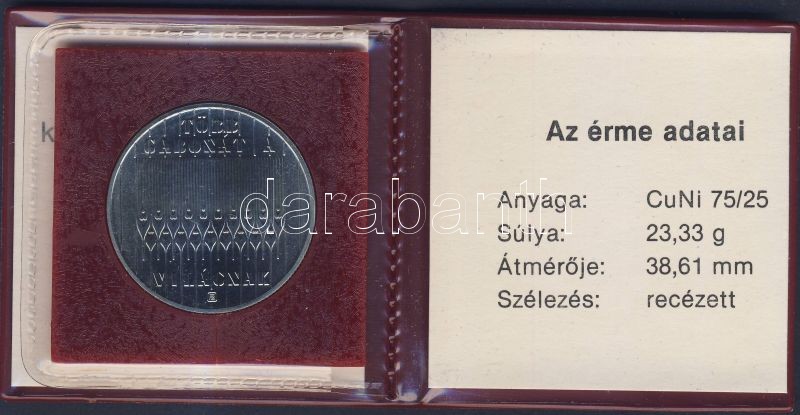 TÖBB
GABONÁT A
VILÁGNAK
k
darabanth
Az érme adatai
Anyaga: CuNi 75/25
Súlya: 23,33 g
Átmérője: 38,61 mm
Szélezés: recézett